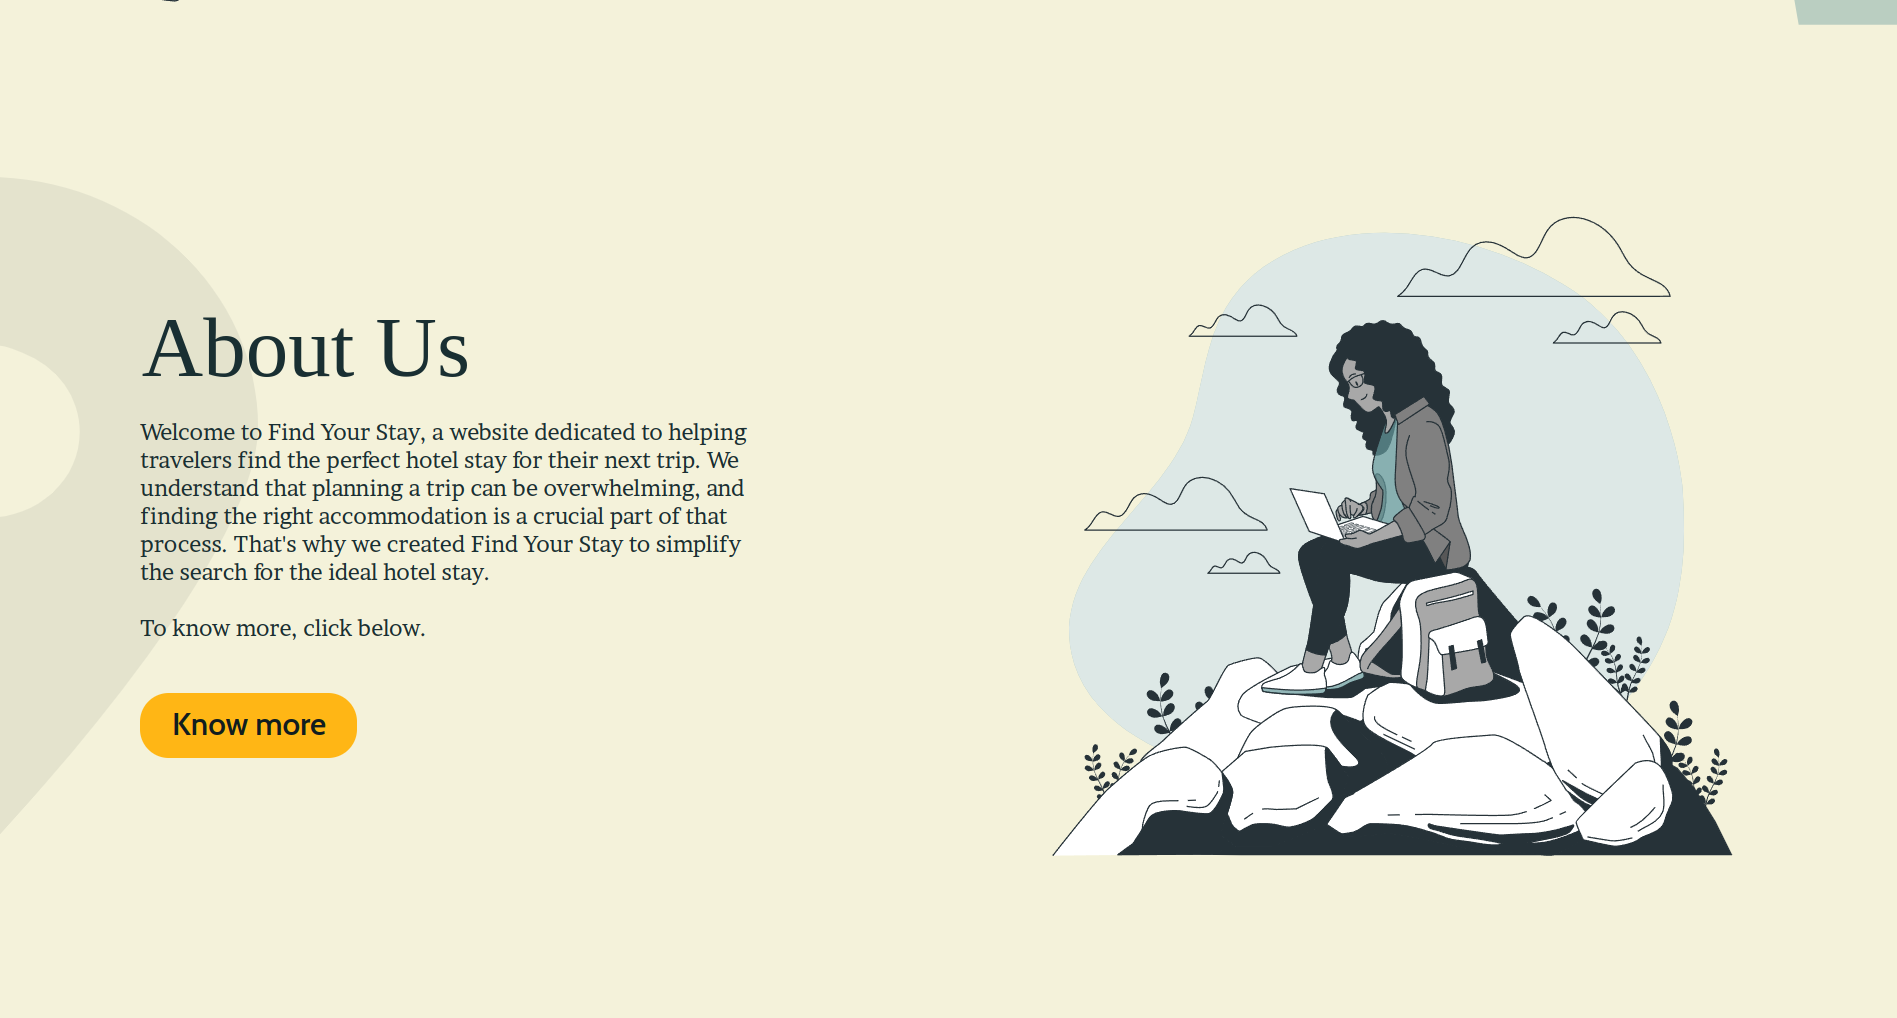 About Us
Welcome to Find Your Stay, a website dedicated to helping
travelers find the perfect hotel stay for their next trip. We
understand that planning a trip can be overwhelming, and
finding the right accommodation is a crucial part of that
process. That's why we created Find Your Stay to simplify
the search for the ideal hotel stay.
To know more, click below.
Know more